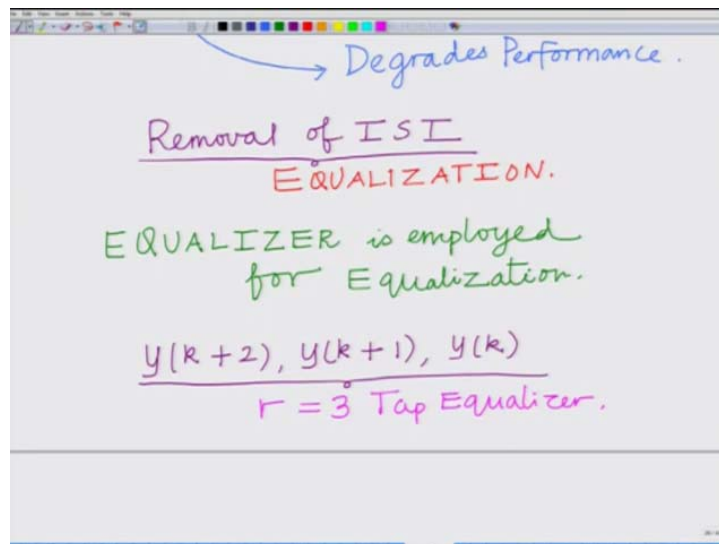 Degrades Performance.
Removal of ISI
EQUALIZATION.
EQUALIZER is employed
for Equalization.
y(k+2), y(k+1), y(k)
r = 3 Tap Equalizer.